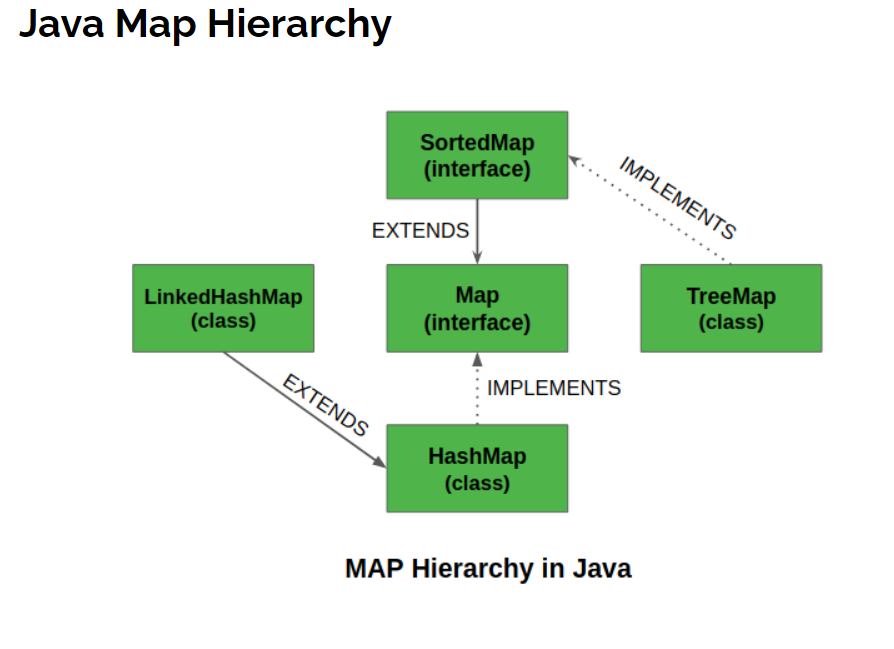 Java Map Hierarchy
SortedMap
(interface)
IMPLEMENTS
EXTENDS
LinkedHashMap
(class)
Map
(interface)
TreeMap
(class)
EXTENDS
IMPLEMENTS
HashMap
(class)
MAP Hierarchy in Java